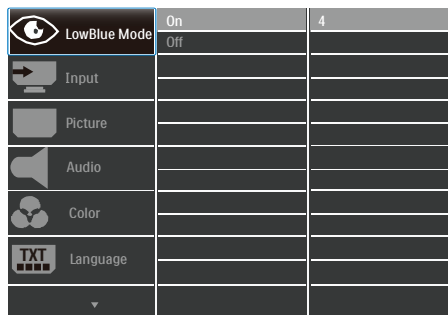 LowBlue Mode
On
4
Off
Input
Picture
Audio
Color
TXT
Language